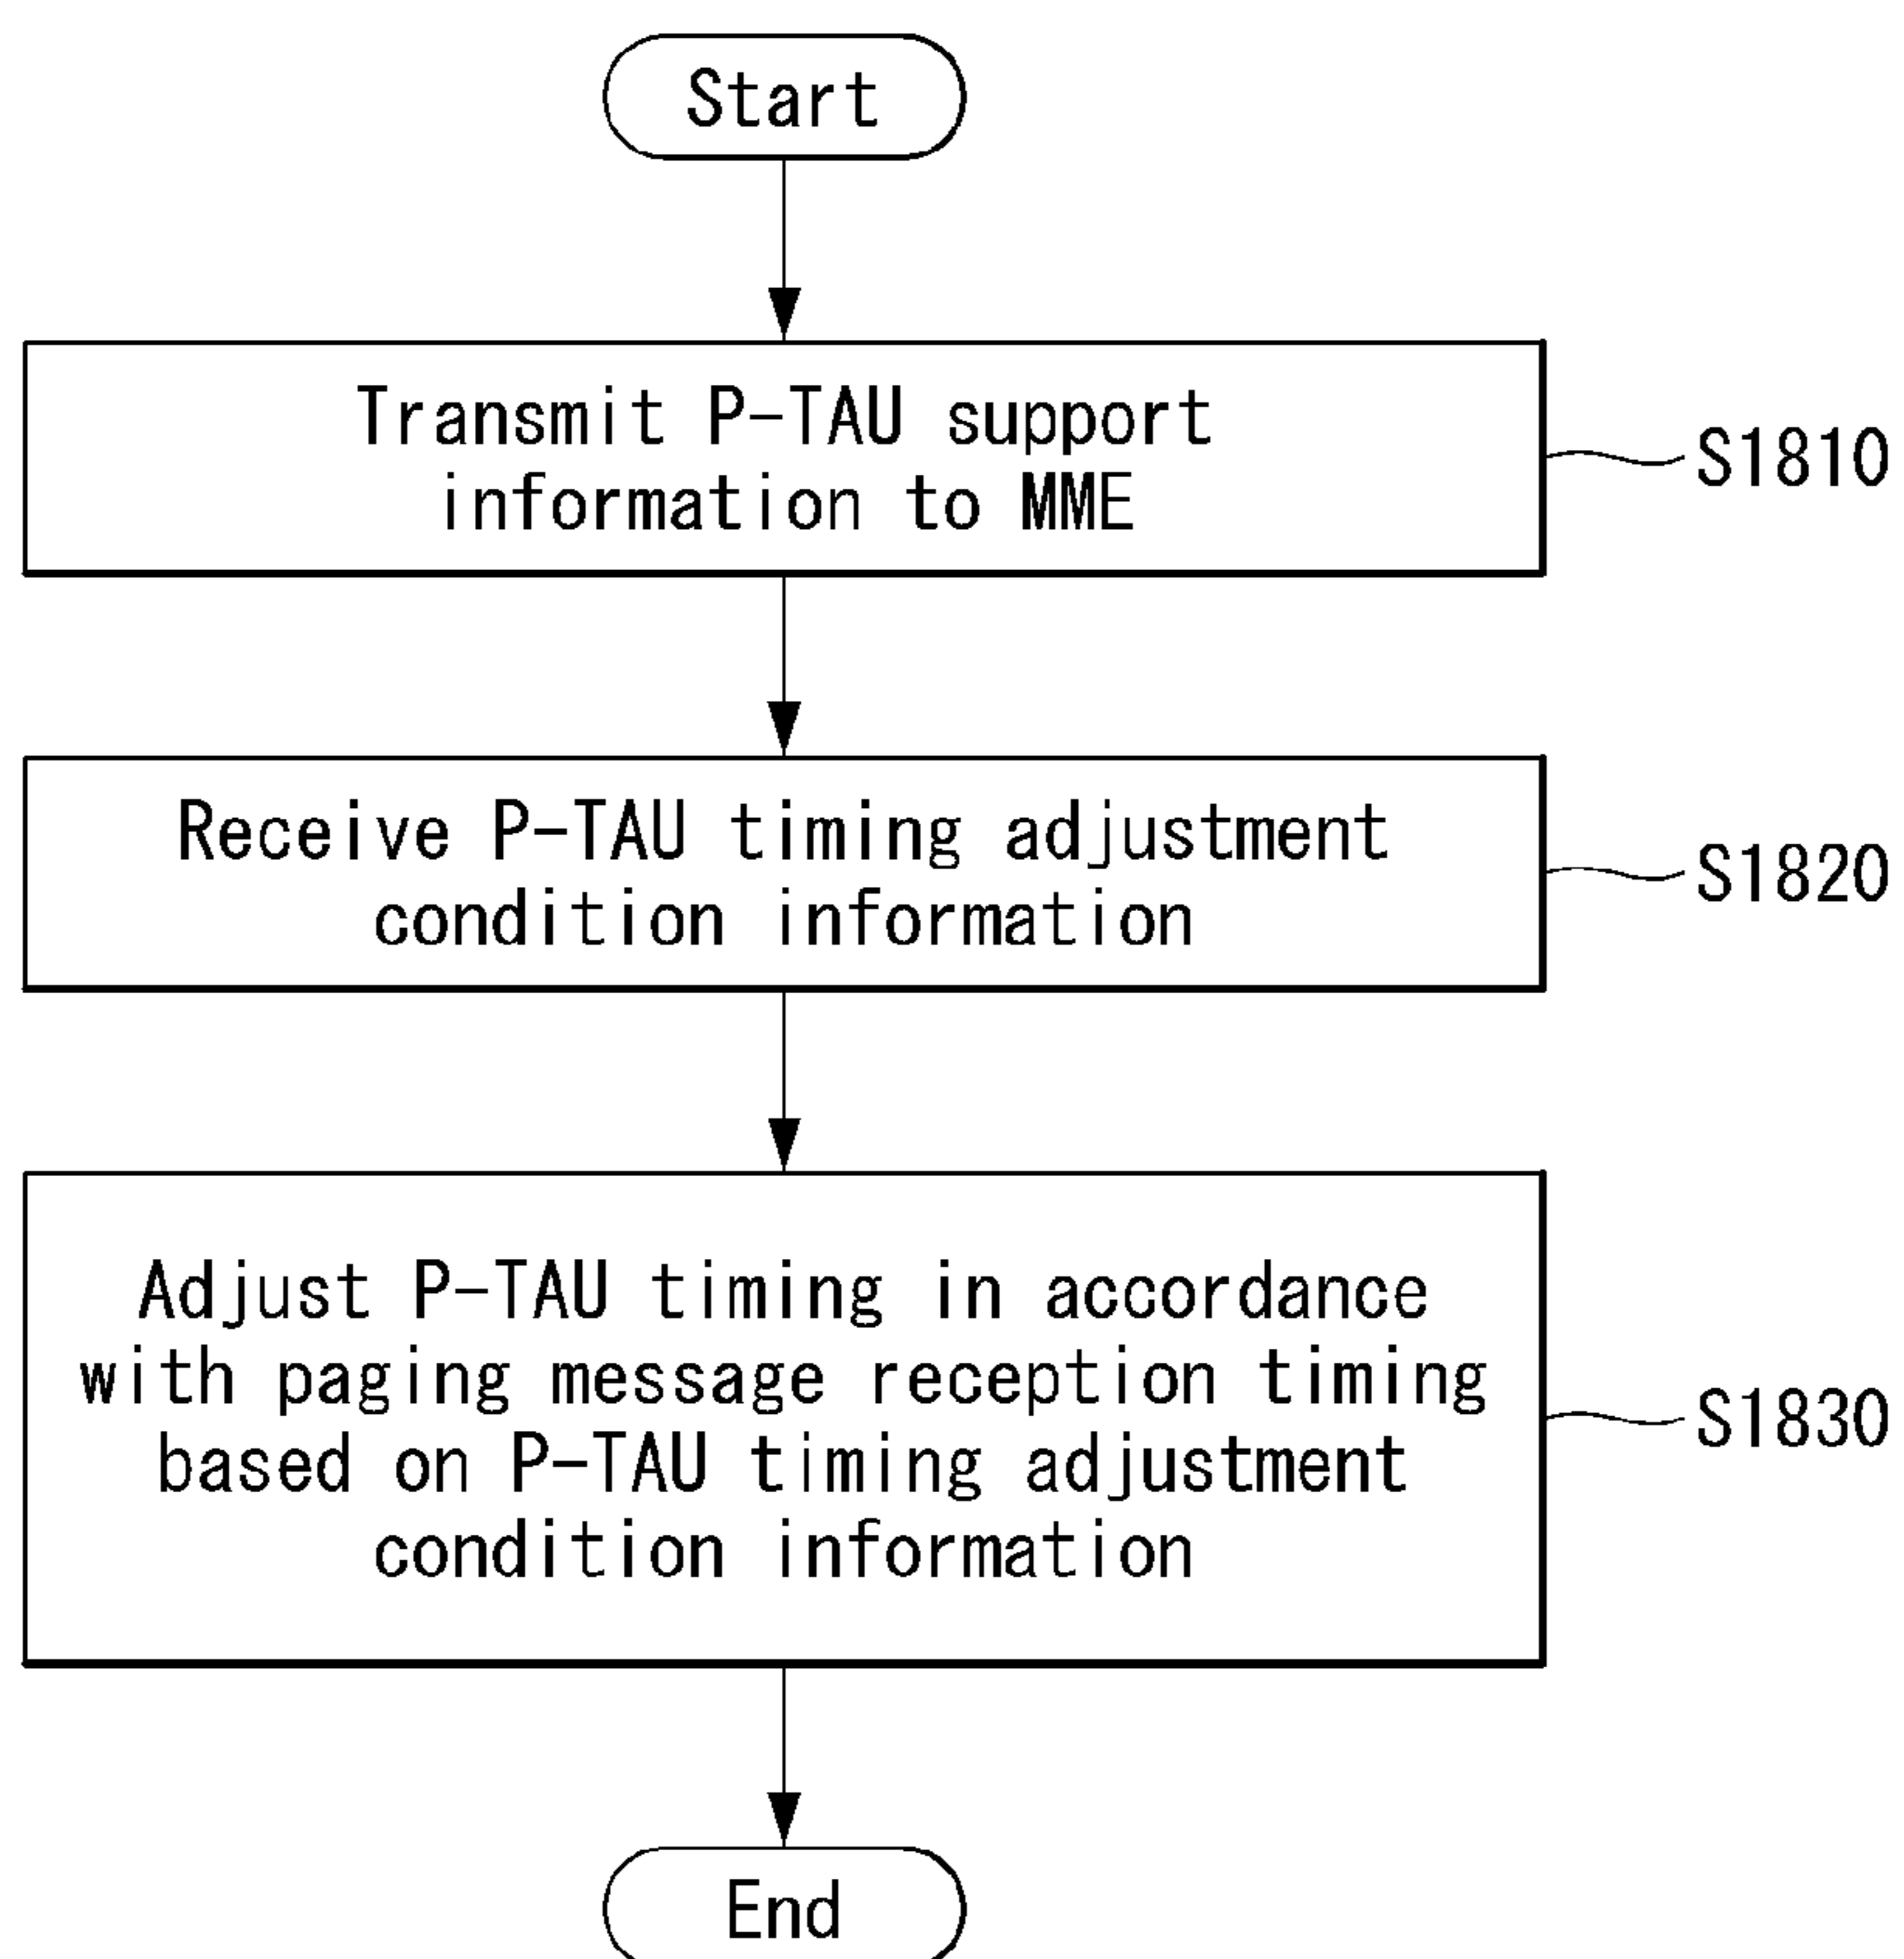 Start
Transmit P-TAU support
information to MME
S1810
Receive P-TAU timing adjustment
condition information
S1820
Adjust P-TAU timing in accordance
with paging message reception timing
based on P-TAU timing adjustment
condition information
S1830
End